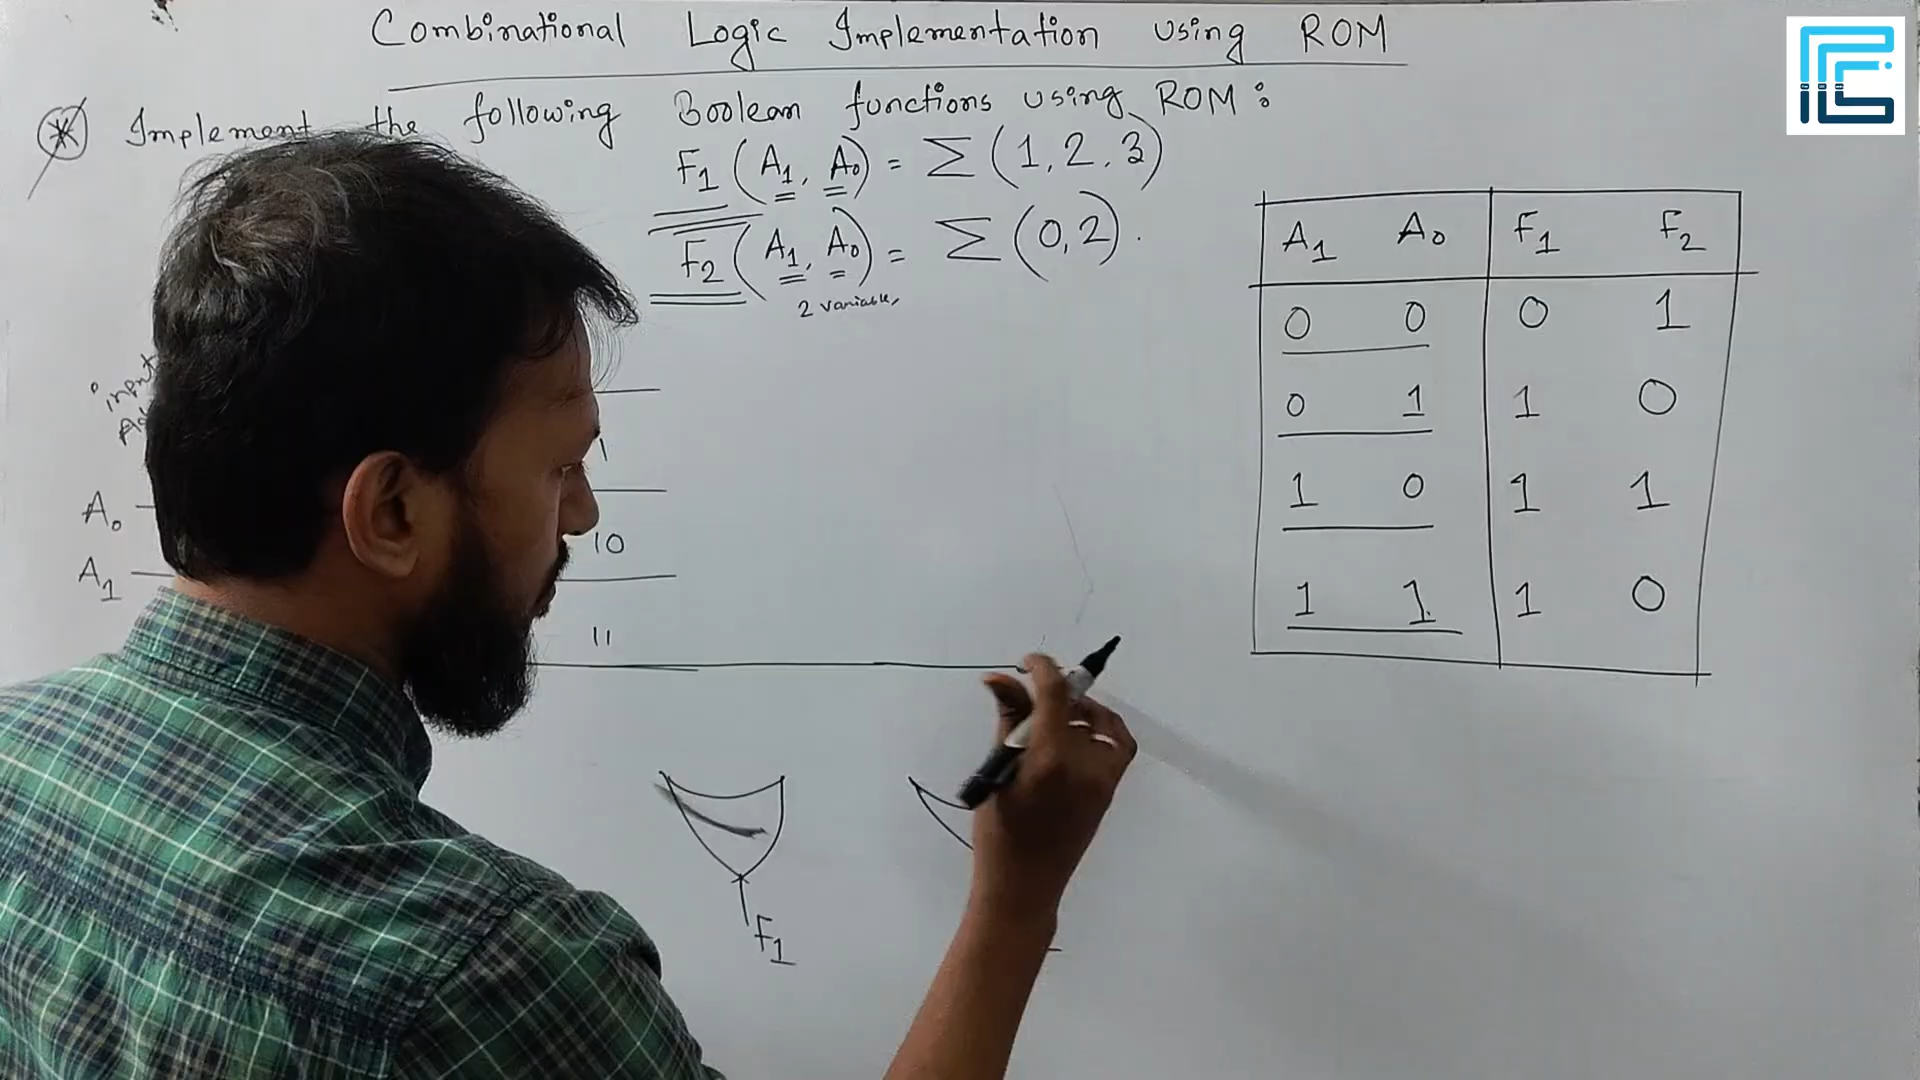 Combinational Logic Implementation using ROM
* Implement the following Boolean functions using ROM:
F1 (A1, A0) = Σ (1, 2, 3)
F2 (A1, A0) = Σ (0, 2).
2 variable,
A1 A0 F1 F2
0 0 0 1
0 1 1 0
1 0 1 1
1 1 1 0
input
A0
A1
1
10
11
F1